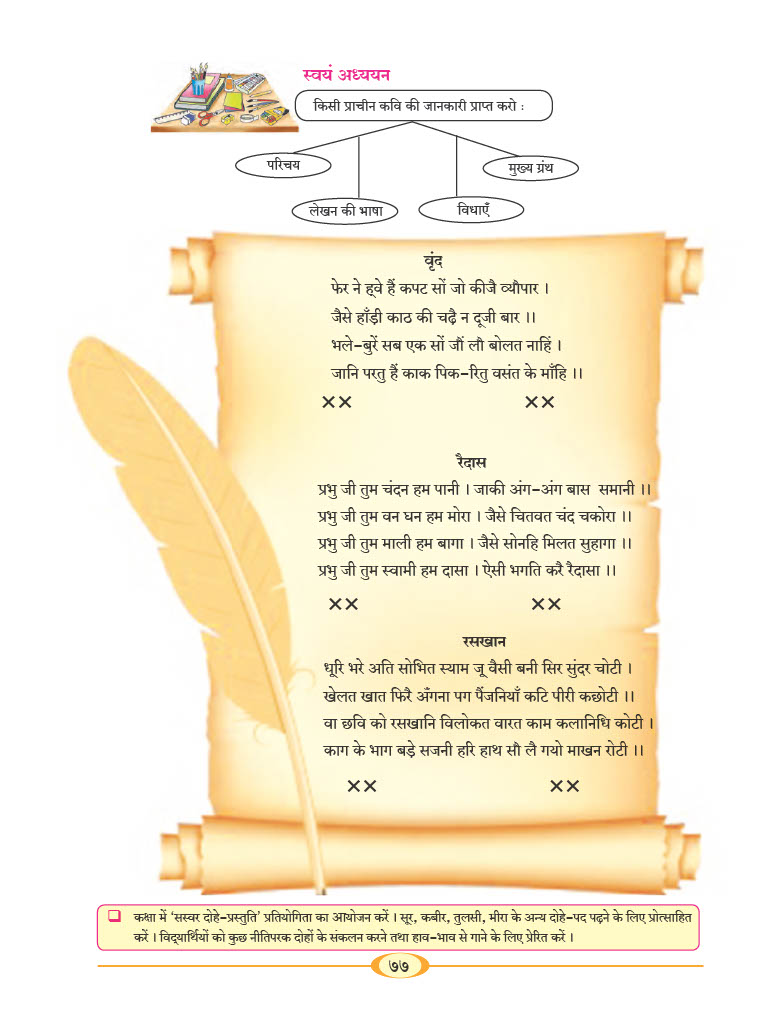 स्वयं अध्ययन
किसी प्राचीन कवि की जानकारी प्राप्त करो :
परिचय
मुख्य ग्रंथ
लेखन की भाषा
विधाएँ
वृंद
फेर ने ह्वे हैं कपट सों जो कीजै व्यौपार ।
जैसे हाँड़ी काठ की चढ़ै न दूजी बार ।।
भले-बुरें सब एक सों जौं लौ बोलत नाहिं ।
जानि परतु हैं काक पिक-रितु वसंत के माँहि ।।
×× ××
रैदास
प्रभु जी तुम चंदन हम पानी । जाकी अंग-अंग बास समानी ।।
प्रभु जी तुम वन धन हम मोरा । जैसे चितवत चंद चकोरा ।।
प्रभु जी तुम माली हम बागा । जैसे सोनहि मिलत सुहागा ।।
प्रभु जी तुम स्वामी हम दासा । ऐसी भगति करै रैदासा ।।
×× ××
रसखान
धूरि भरे अति सोभित स्याम जू वैसी बनी सिर सुंदर चोटी ।
खेलत खात फिरै अँगना पग पैंजनियाँ कटि पीरी कछोटी ।।
वा छवि को रसखानि विलोकत वारत काम कलानिधि कोटी ।
काग के भाग बड़े सजनी हरि हाथ सौ लै गयो माखन रोटी ।।
×× ××
कक्षा में ‘सस्वर दोहे-प्रस्तुति’ प्रतियोगिता का आयोजन करें । सूर, कबीर, तुलसी, मीरा के अन्य दोहे-पद पढ़ने के लिए प्रोत्साहित
करें । विद्यार्थियों को कुछ नीतिपरक दोहों के संकलन करने तथा हाव-भाव से गाने के लिए प्रेरित करें ।
७७